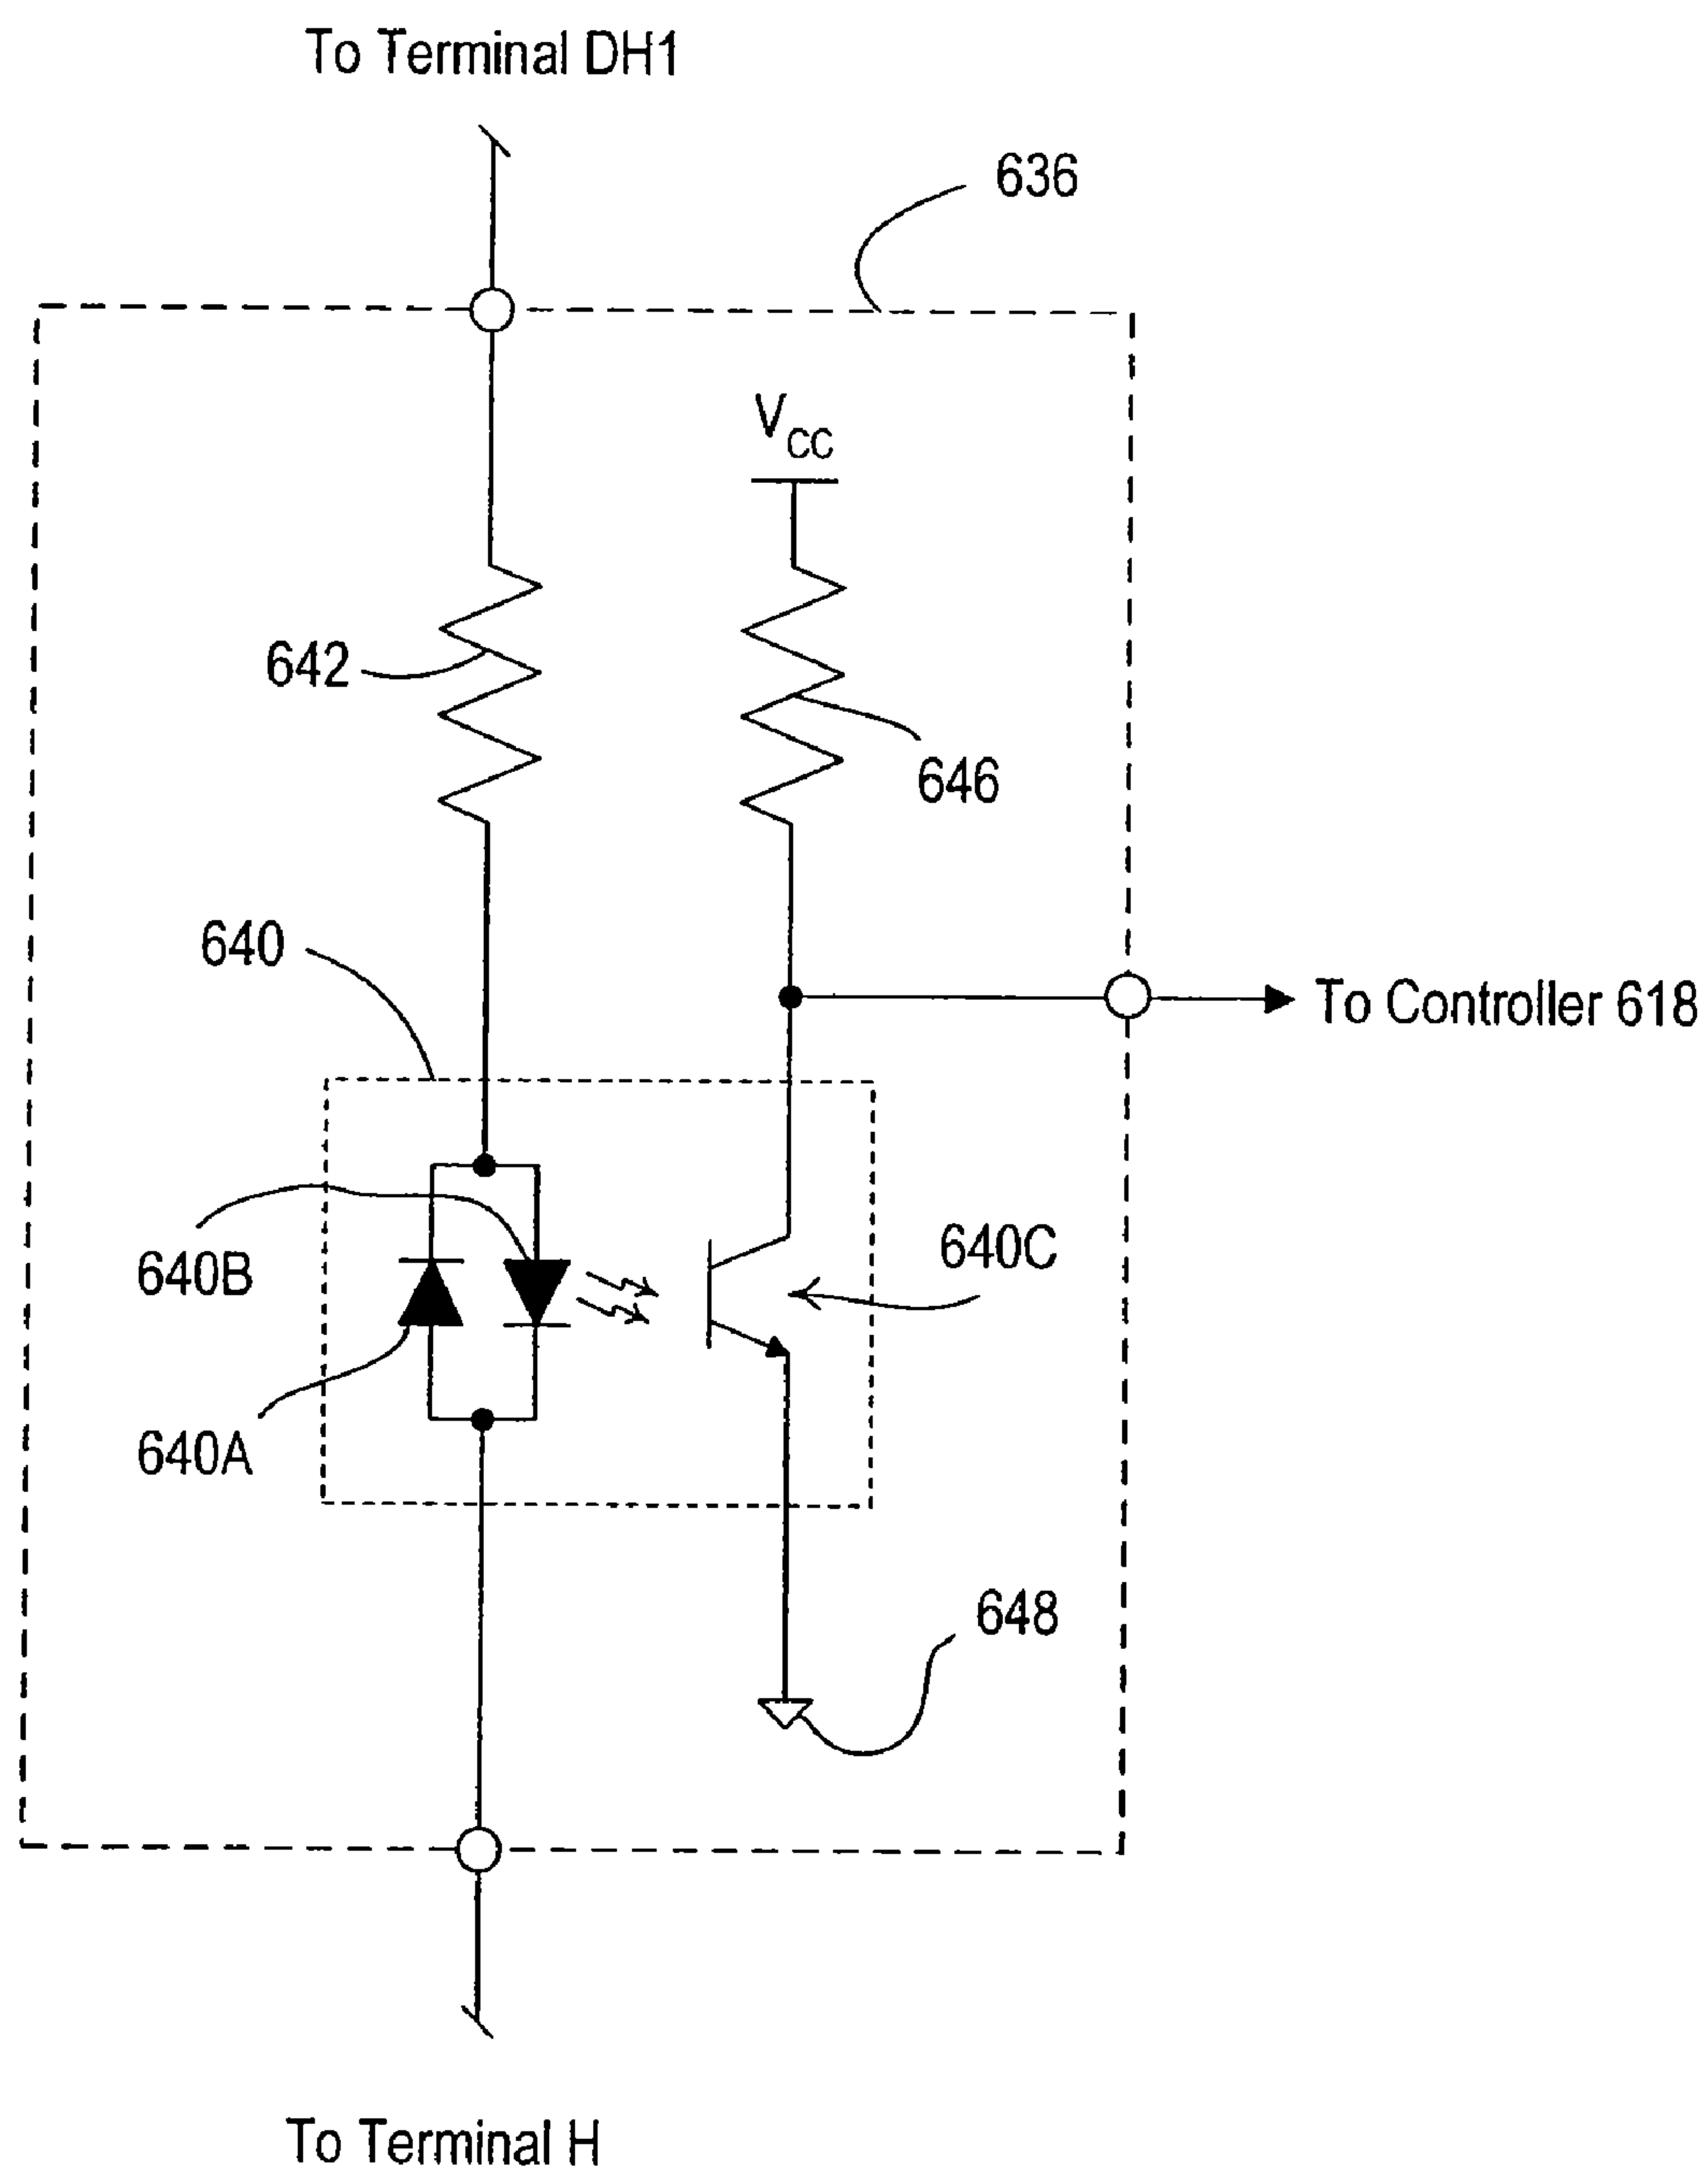 To Terminal DH1
636
VCC
642
646
640
To Controller 618
640B
640C
640A
648
To Terminal H